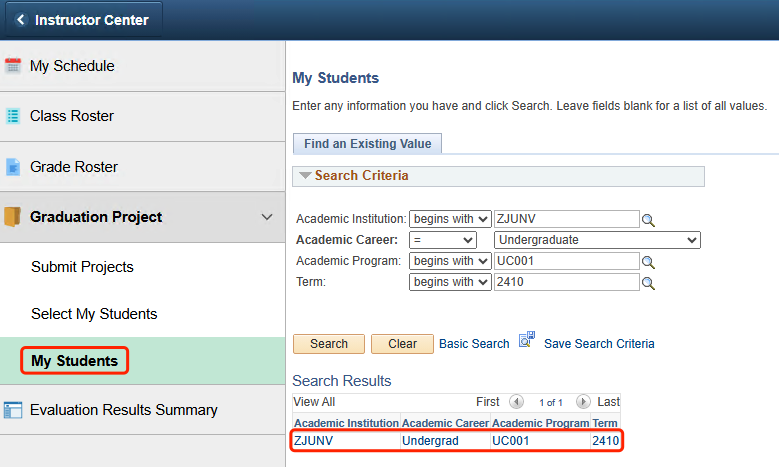 Instructor Center
My Schedule
Class Roster
Grade Roster
Graduation Project
Submit Projects
Select My Students
My Students
Evaluation Results Summary
My Students
Enter any information you have and click Search. Leave fields blank for a list of all values.
Find an Existing Value
Search Criteria
Academic Institution: begins with ZJUNV
Academic Career: = Undergraduate
Academic Program: begins with UC001
Term: begins with 2410
Search Clear Basic Search Save Search Criteria
Search Results
View All First 1 of 1 Last
Academic Institution Academic Career Academic Program Term
ZJUNV Undergrad UC001 2410